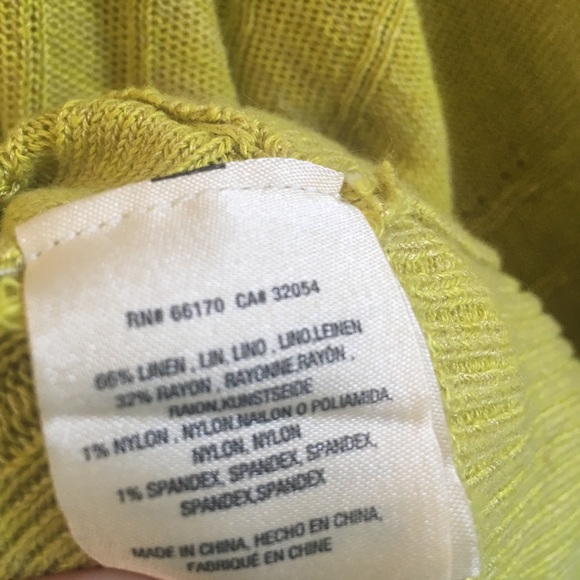 RN# 66170 CA# 32054
66% LINEN , LIN, LINO , LINO,LEINEN
32% RAYON , RAYONNE,RAYÓN ,
RAION,KUNSTSEIDE
1% NYLON , NYLON,NAILON O POLIAMIDA,
NYLON, NYLON
1% SPANDEX, SPANDEX, SPANDEX,
SPANDEX,SPANDEX
MADE IN CHINA, HECHO EN CHINA,
FABRIQUÉ EN CHINE